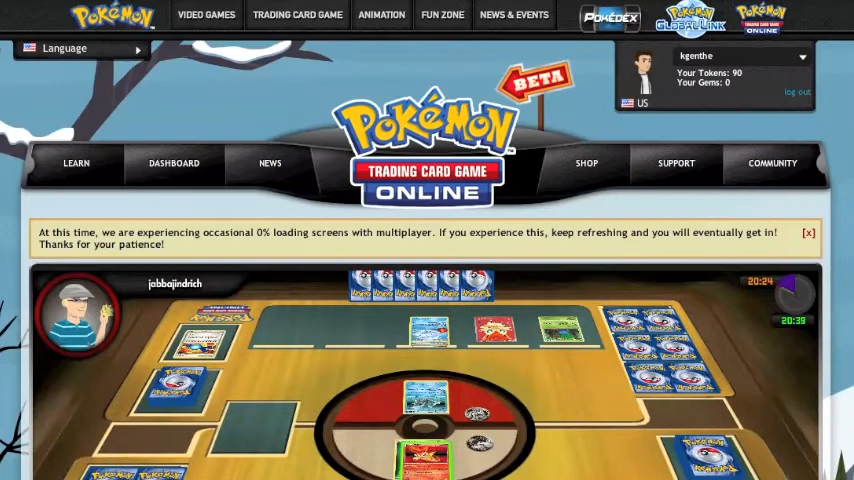 Pokémon
VIDEO GAMES
TRADING CARD GAME
ANIMATION
FUN ZONE
NEWS & EVENTS
POKÉDEX
Pokémon
GLOBAL LINK
Pokémon
TRADING CARD GAME
ONLINE
Language
kgenthe
Your Tokens: 90
Your Gems: 0
log out
US
BETA
Pokémon
TRADING CARD GAME
ONLINE
LEARN
DASHBOARD
NEWS
SHOP
SUPPORT
COMMUNITY
At this time, we are experiencing occasional 0% loading screens with multiplayer. If you experience this, keep refreshing and you will eventually get in!
Thanks for your patience!
[x]
jabbajindrich
20:24
20:39